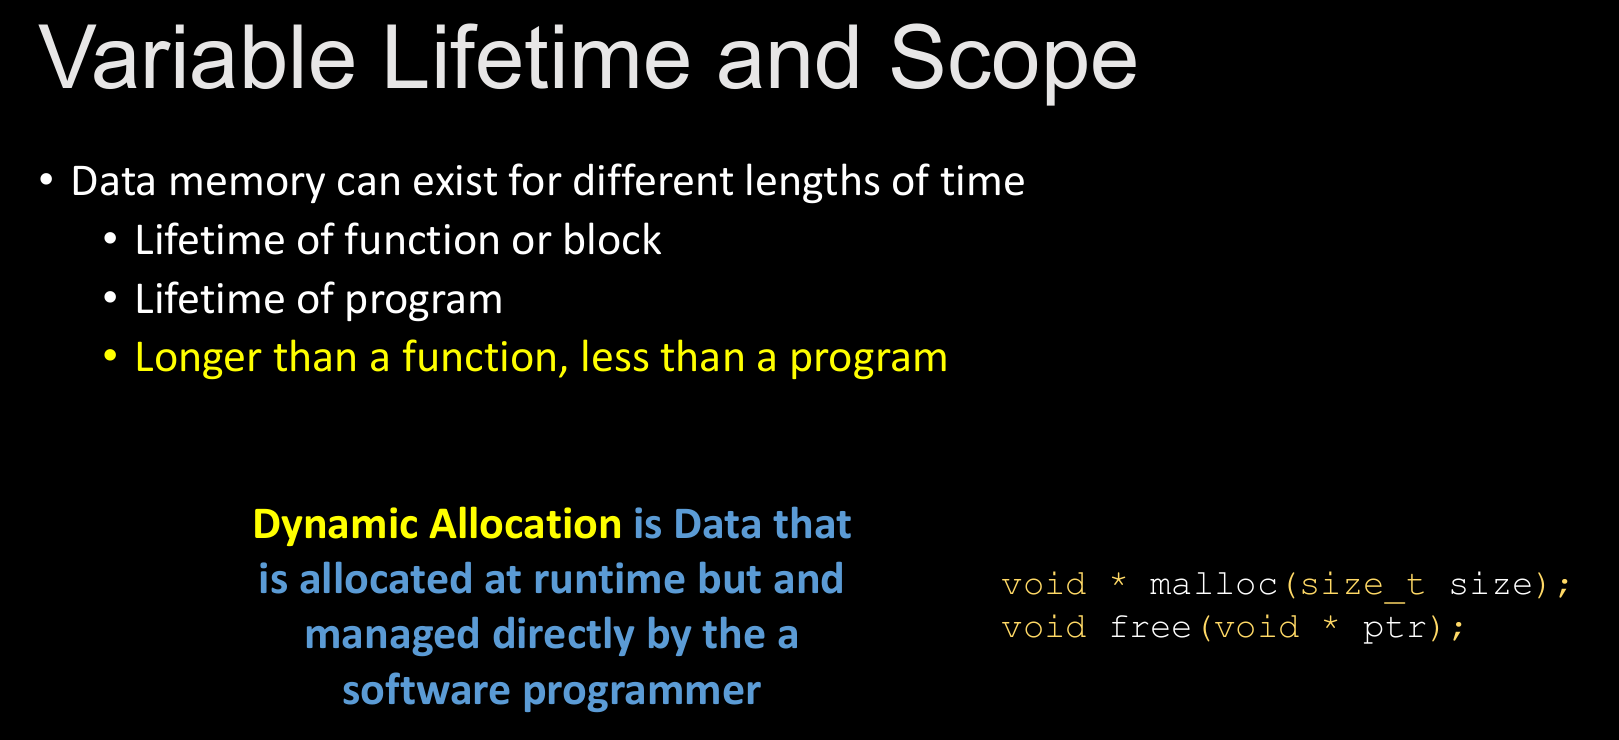 Variable Lifetime and Scope
• Data memory can exist for different lengths of time
• Lifetime of function or block
• Lifetime of program
• Longer than a function, less than a program
Dynamic Allocation is Data that
is allocated at runtime but and
managed directly by the a
software programmer
void * malloc(size_t size);
void free(void * ptr);